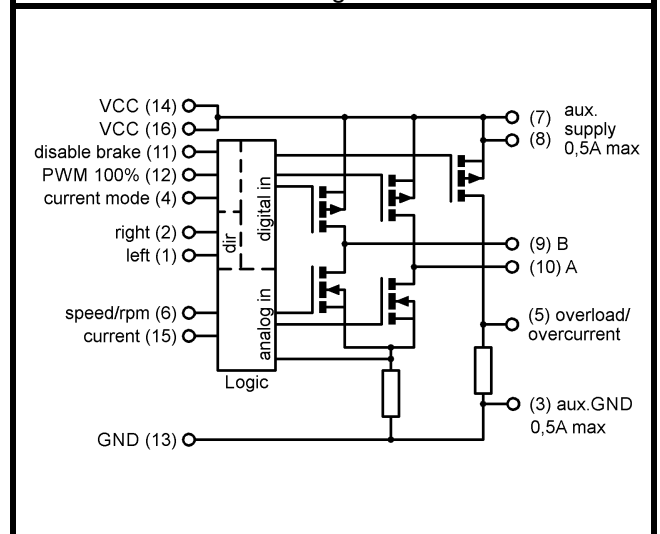 VCC (14)
VCC (16)
disable brake (11)
PWM 100% (12)
current mode (4)
right (2)
left (1)
speed/rpm (6)
current (15)
GND (13)
dir
digital in
analog in
Logic
(7) aux.
(8) supply
0,5A max
(9) B
(10) A
(5) overload/
overcurrent
(3) aux.GND
0,5A max